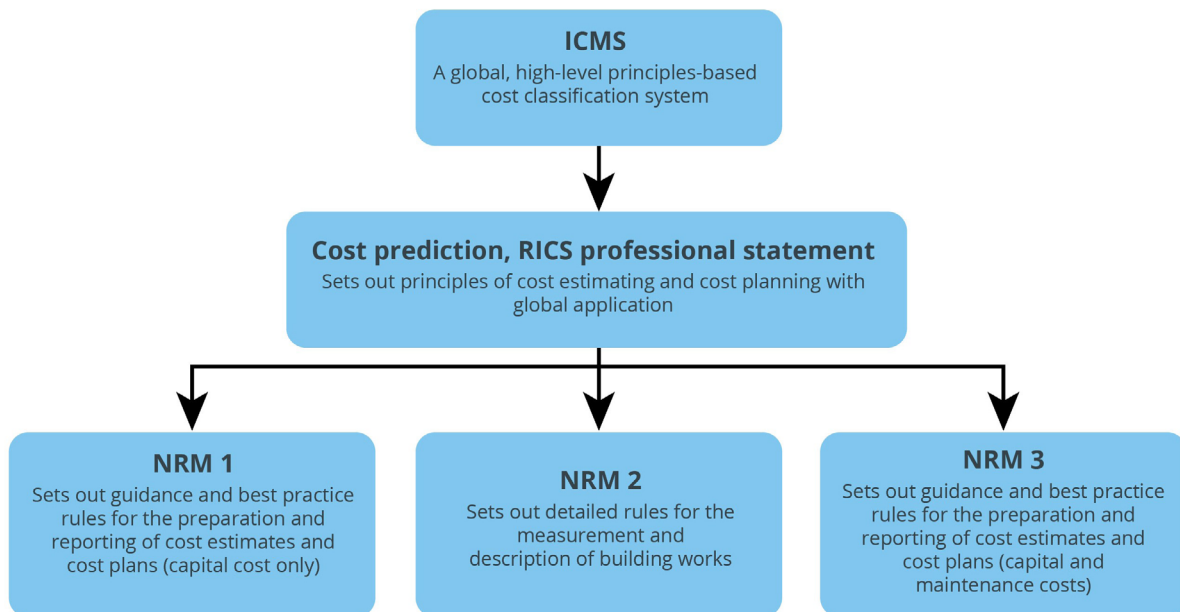 ICMS
A global, high-level principles-based
cost classification system
Cost prediction, RICS professional statement
Sets out principles of cost estimating and cost planning with
global application
NRM 1
Sets out guidance and best practice
rules for the preparation and
reporting of cost estimates and
cost plans (capital cost only)
NRM 2
Sets out detailed rules for the
measurement and
description of building works
NRM 3
Sets out guidance and best practice
rules for the preparation and
reporting of cost estimates and
cost plans (capital and
maintenance costs)